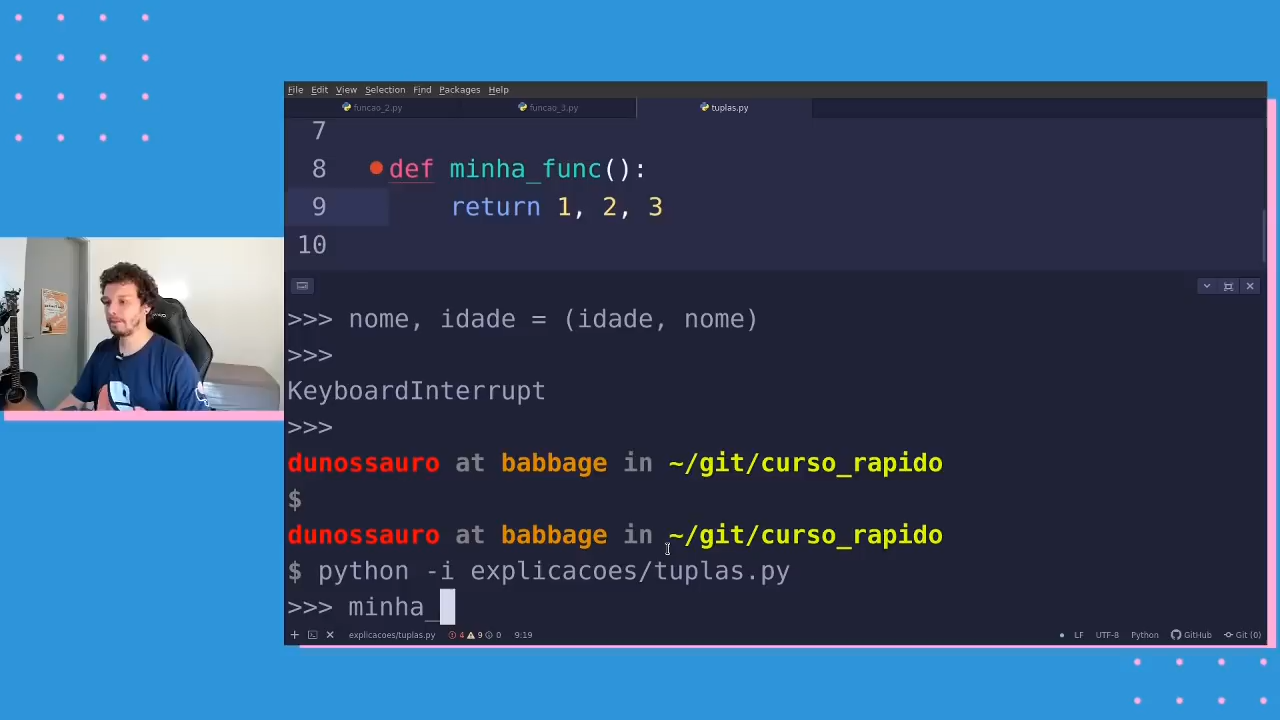 File Edit View Selection Find Packages Help
funcao_2.py funcao_3.py tuplas.py
7
8 def minha_func():
9 return 1, 2, 3
10
>>> nome, idade = (idade, nome)
>>>
KeyboardInterrupt
>>>
dunossauro at babbage in ~/git/curso_rapido
$
dunossauro at babbage in ~/git/curso_rapido
$ python -i explicacoes/tuplas.py
>>> minha_
explicacoes/tuplas.py 4 9 0 9:19 LF UTF-8 Python GitHub Git (0)